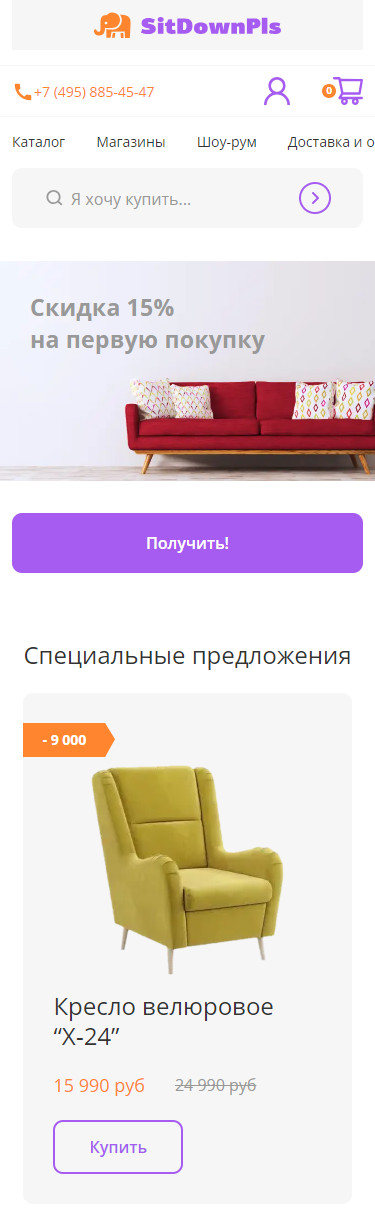 SitDownPls
+7 (495) 885-45-47
0
Каталог Магазины Шоу-рум Доставка и о
Я хочу купить...
Скидка 15%
на первую покупку
Получить!
Специальные предложения
- 9 000
Кресло велюровое
“Х-24”
15 990 руб 24 990 руб
Купить